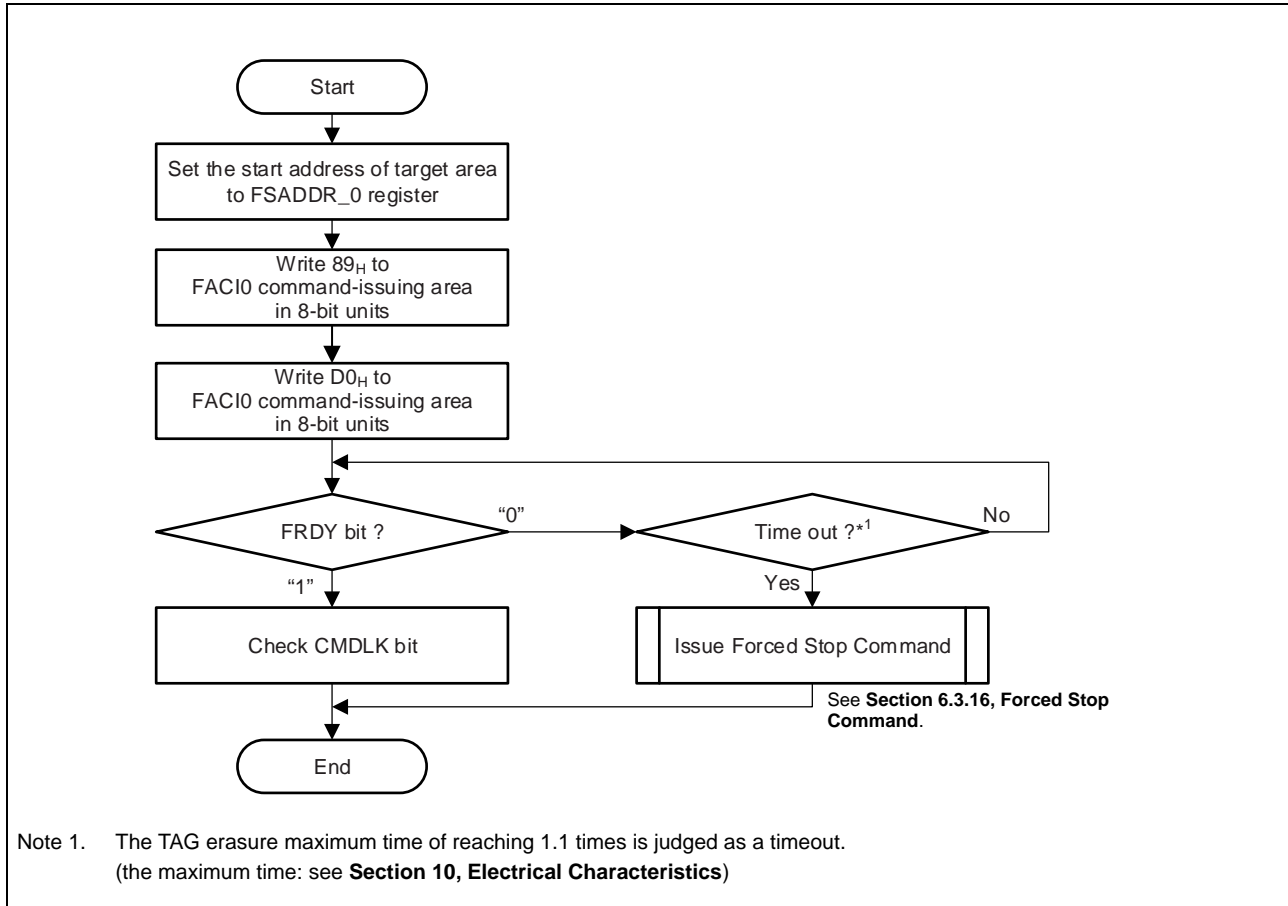 Start
Set the start address of target area
to FSADDR_0 register
Write 89H to
FACI0 command-issuing area
in 8-bit units
Write D0H to
FACI0 command-issuing area
in 8-bit units
FRDY bit ?
“0”
Time out ?*1
No
“1”
Yes
Check CMDLK bit
Issue Forced Stop Command
See Section 6.3.16, Forced Stop
Command.
End
Note 1. The TAG erasure maximum time of reaching 1.1 times is judged as a timeout.
(the maximum time: see Section 10, Electrical Characteristics)